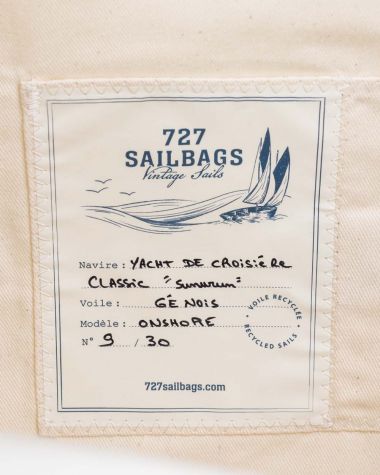 727
SAILBAGS
Vintage Sails
Navire : YACHT DE CROISIÈRE
CLASSIC "Sunurun"
Voile : GÉNOIS
Modèle : ONSHORE
N° 9 / 30
VOILE RECYCLÉE
RECYCLED SAILS
727sailbags.com